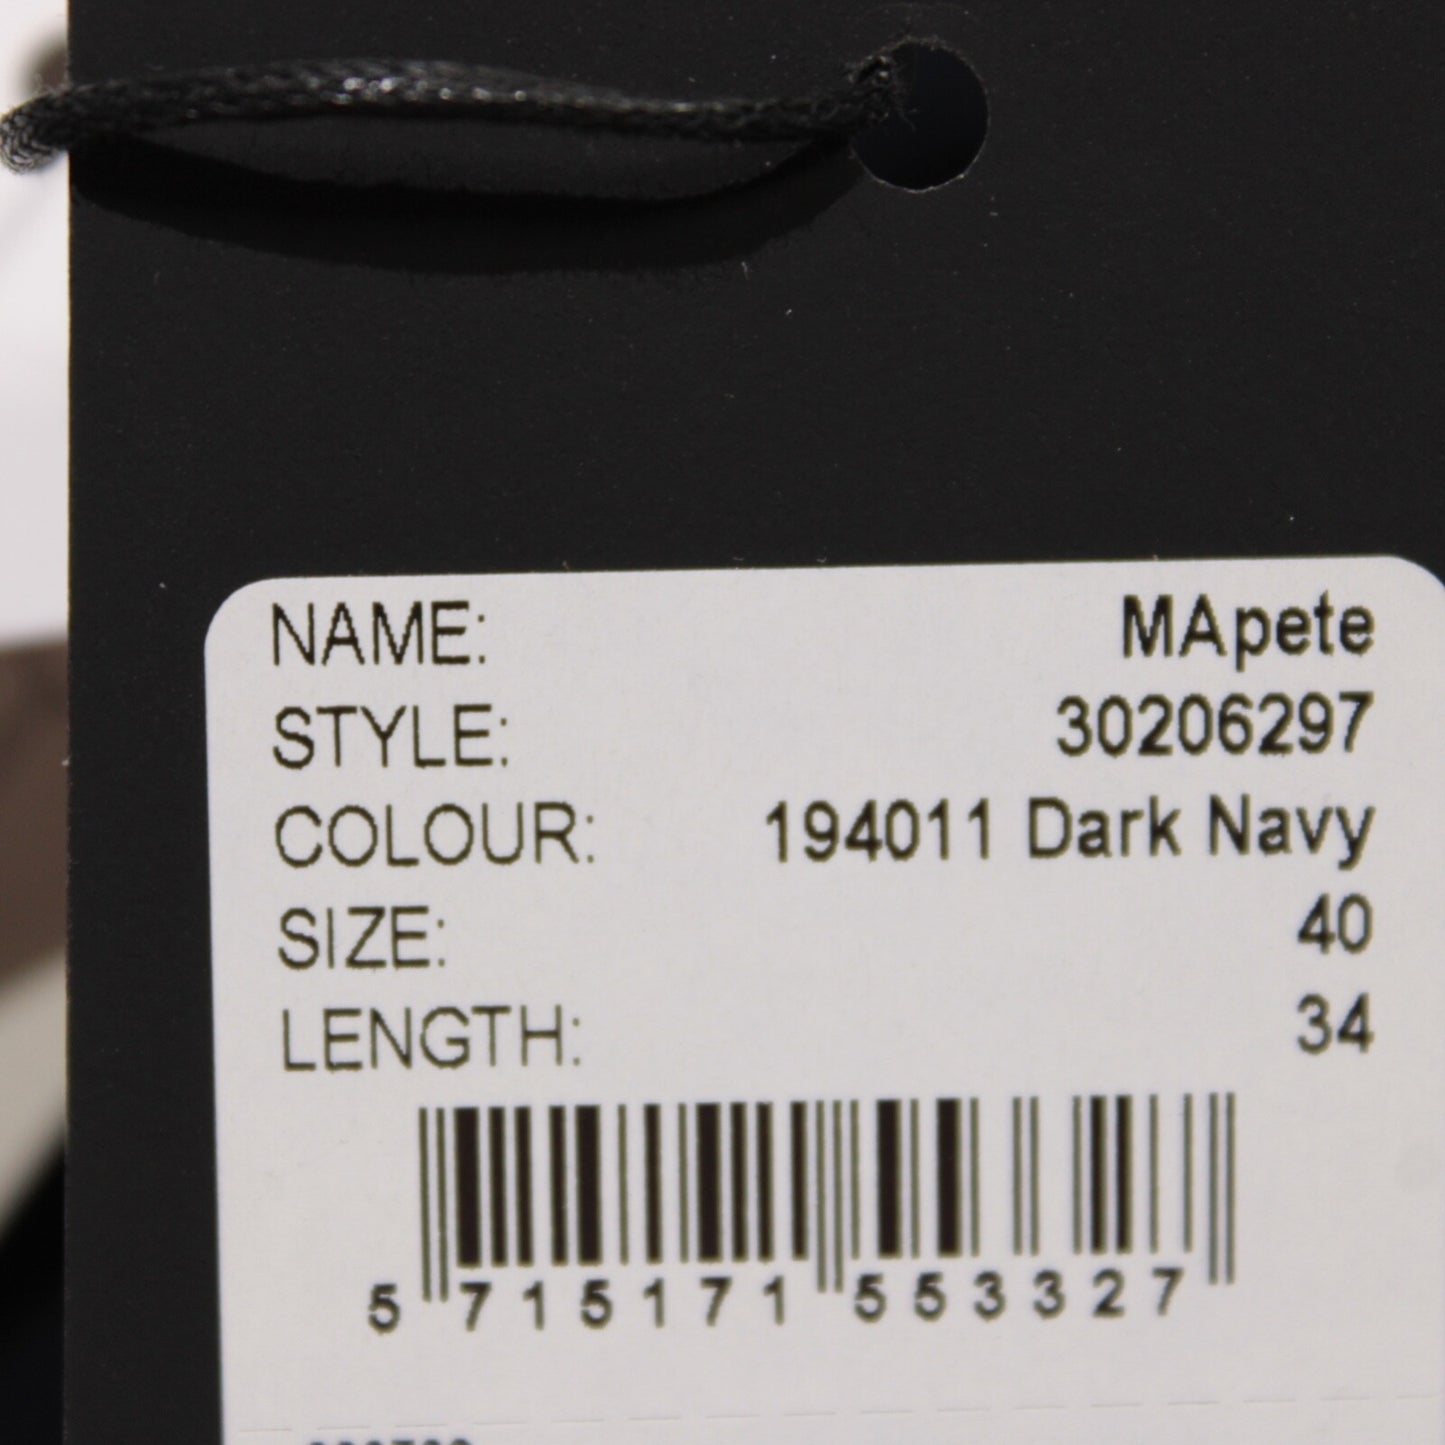 NAME: MApete
STYLE: 30206297
COLOUR: 194011 Dark Navy
SIZE: 40
LENGTH: 34
5 715171 553327